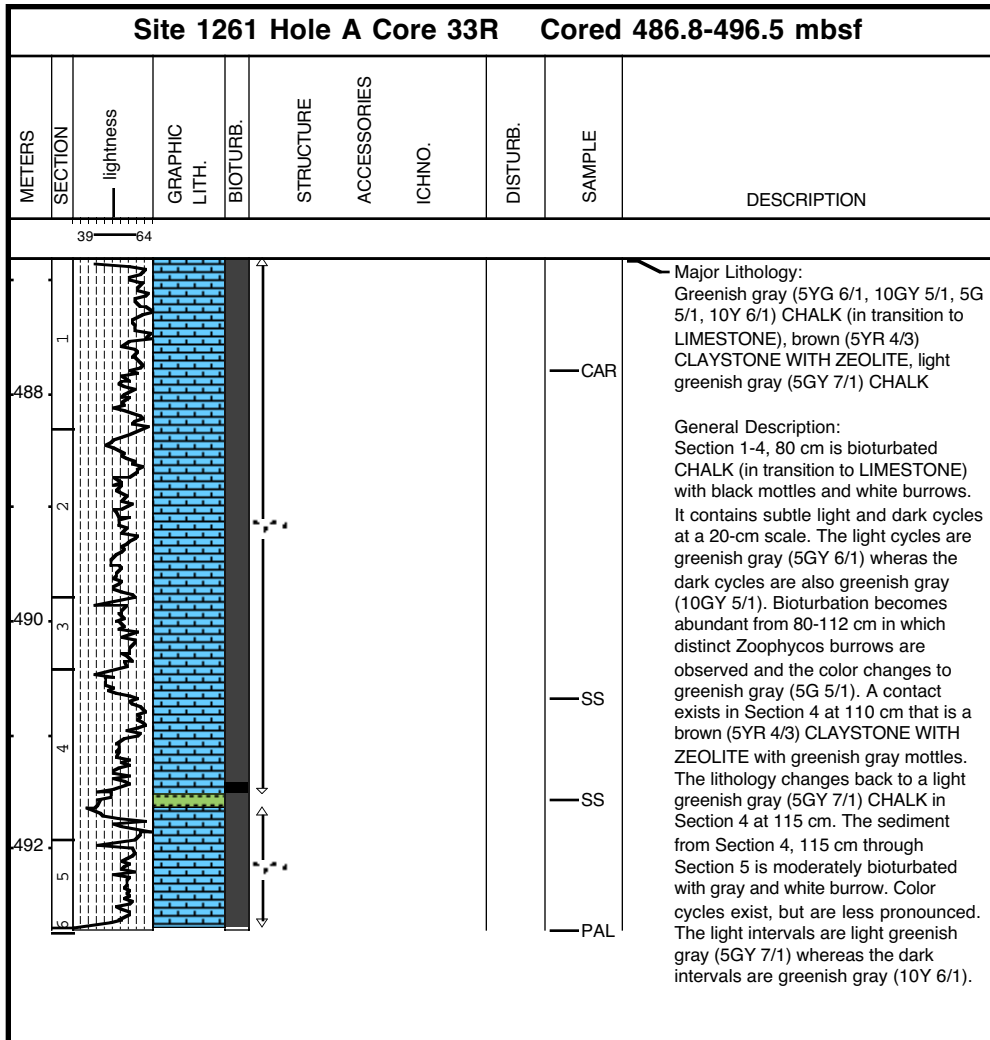 Site 1261 Hole A Core 33R Cored 486.8-496.5 mbsf
METERS
SECTION
lightness
GRAPHIC
LITH.
BIOTURB.
STRUCTURE
ACCESSORIES
ICHNO.
DISTURB.
SAMPLE
DESCRIPTION
39 64
1
2
3
4
5
6
488
490
492
CAR
SS
SS
PAL
Major Lithology:
Greenish gray (5YG 6/1, 10GY 5/1, 5G
5/1, 10Y 6/1) CHALK (in transition to
LIMESTONE), brown (5YR 4/3)
CLAYSTONE WITH ZEOLITE, light
greenish gray (5GY 7/1) CHALK
General Description:
Section 1-4, 80 cm is bioturbated
CHALK (in transition to LIMESTONE)
with black mottles and white burrows.
It contains subtle light and dark cycles
at a 20-cm scale. The light cycles are
greenish gray (5GY 6/1) wheras the
dark cycles are also greenish gray
(10GY 5/1). Bioturbation becomes
abundant from 80-112 cm in which
distinct Zoophycos burrows are
observed and the color changes to
greenish gray (5G 5/1). A contact
exists in Section 4 at 110 cm that is a
brown (5YR 4/3) CLAYSTONE WITH
ZEOLITE with greenish gray mottles.
The lithology changes back to a light
greenish gray (5GY 7/1) CHALK in
Section 4 at 115 cm. The sediment
from Section 4, 115 cm through
Section 5 is moderately bioturbated
with gray and white burrow. Color
cycles exist, but are less pronounced.
The light intervals are light greenish
gray (5GY 7/1) whereas the dark
intervals are greenish gray (10Y 6/1).